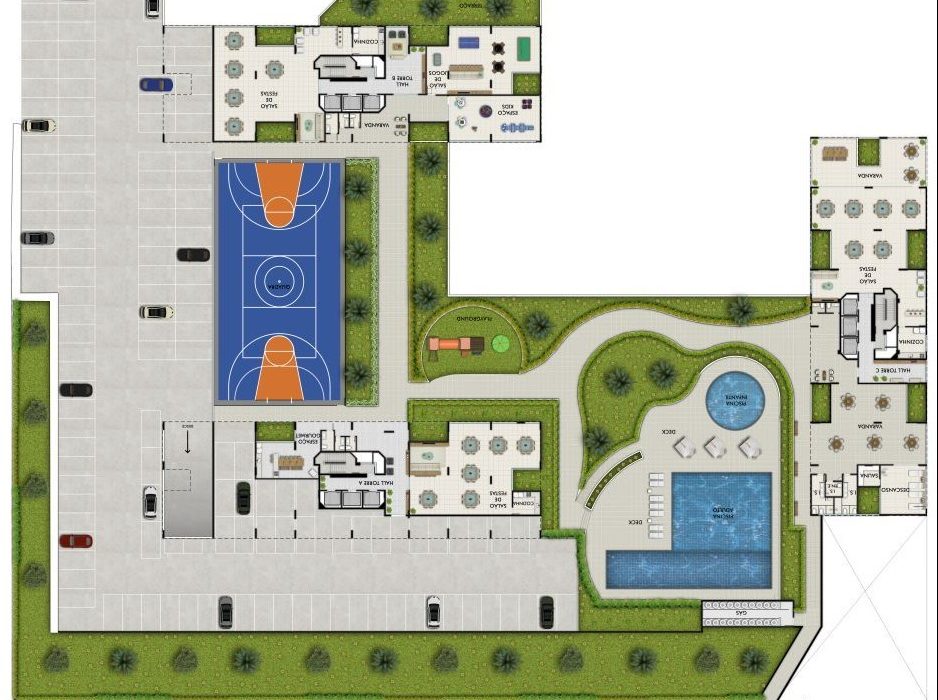 TERRAÇO
COZINHA
HALL
TORRE B
SALÃO
DE
JOGOS
SALÃO
DE
FESTAS
ESPAÇO
KIDS
VARANDA
VARANDA
QUADRA
SALÃO
DE
FESTAS
PLAYGROUND
COZINHA
HALL TORRE C
PISCINA
INFANTIL
VARANDA
DESCE
ESPAÇO
GOURMET
DECK
HALL TORRE A
SALÃO
DE
FESTAS
COZINHA
SAUNA
DESCANSO
I.S
I.S
P.N.E
I.S
PISCINA
ADULTO
DECK
GÁS